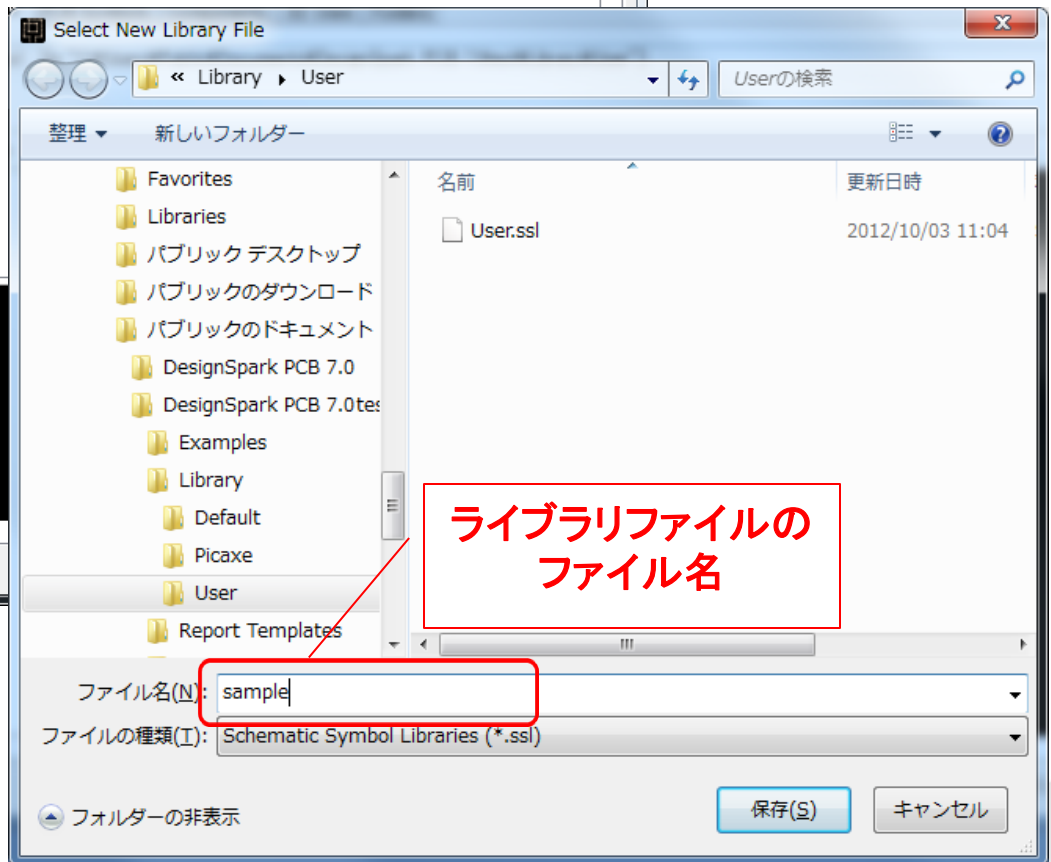 Select New Library File
« Library ▸ User
Userの検索
整理 ▼ 新しいフォルダー
Favorites
Libraries
パブリック デスクトップ
パブリックのダウンロード
パブリックのドキュメント
DesignSpark PCB 7.0
DesignSpark PCB 7.0tes
Examples
Library
Default
Picaxe
User
Report Templates
名前 更新日時
User.ssl 2012/10/03 11:04
ライブラリファイルの
ファイル名
ファイル名(N): sample
ファイルの種類(T): Schematic Symbol Libraries (*.ssl)
フォルダーの非表示
保存(S) キャンセル